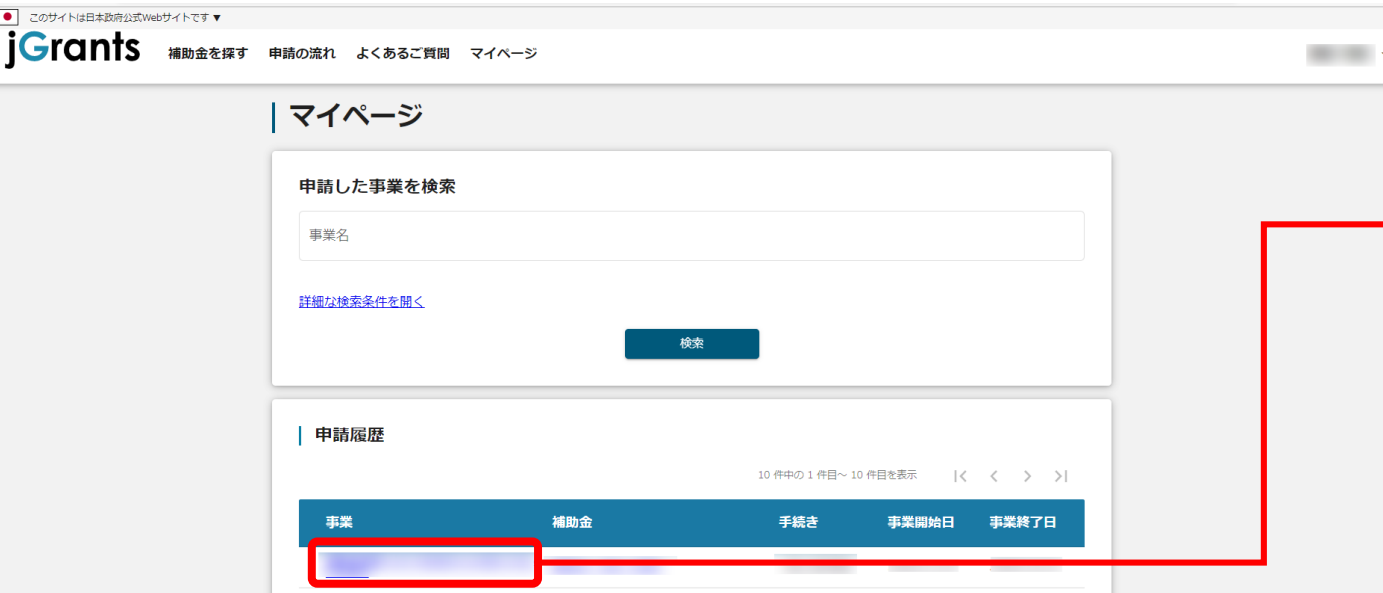 このサイトは日本政府公式Webサイトです ▼
jGrants 補助金を探す 申請の流れ よくあるご質問 マイページ
マイページ
申請した事業を検索
事業名
詳細な検索条件を開く
検索
申請履歴
10 件中の 1 件目～ 10 件目を表示
事業 補助金 手続き 事業開始日 事業終了日